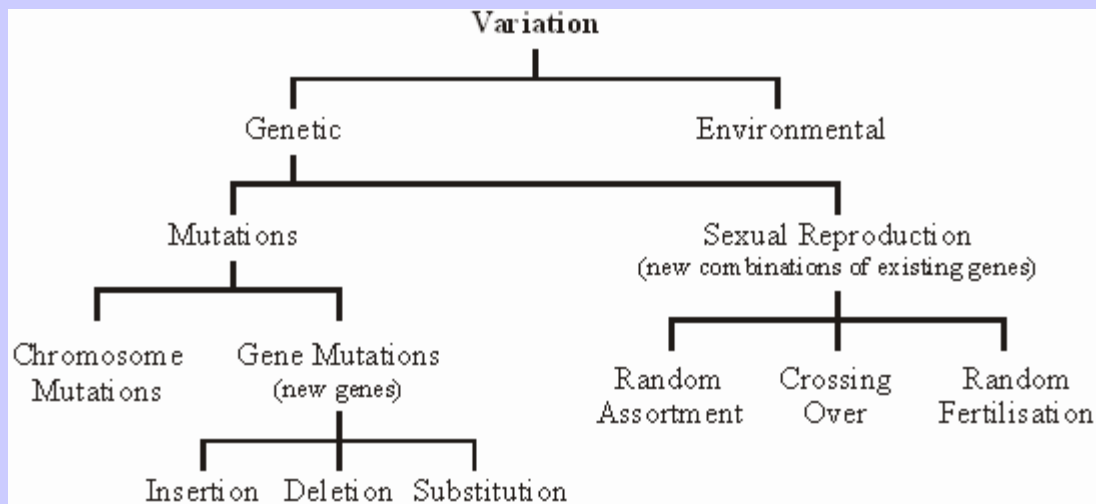 Variation
Genetic
Environmental
Mutations
Sexual Reproduction
(new combinations of existing genes)
Chromosome
Mutations
Gene Mutations
(new genes)
Random
Assortment
Crossing
Over
Random
Fertilisation
Insertion
Deletion
Substitution